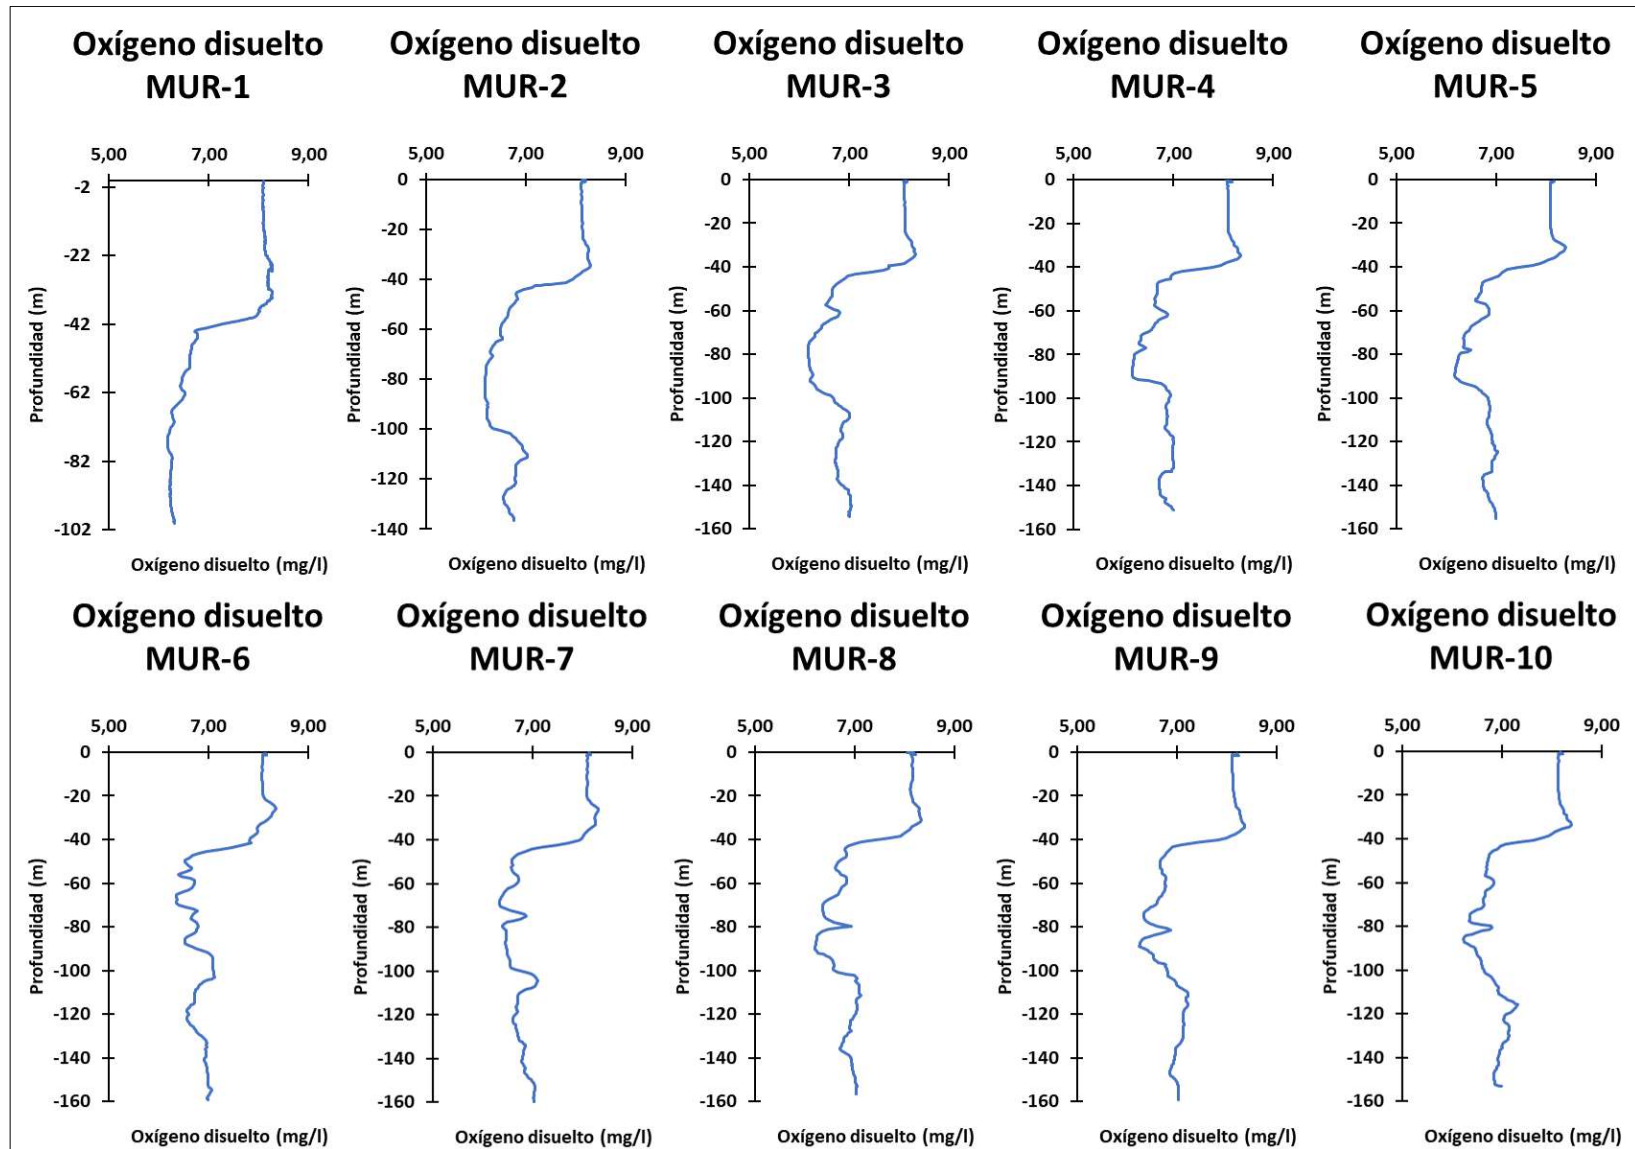 Oxígeno disuelto
MUR-1
5,00 7,00 9,00
-2
-22
-42
-62
-82
-102
Profundidad (m)
Oxígeno disuelto (mg/l)
Oxígeno disuelto
MUR-2
5,00 7,00 9,00
0
-20
-40
-60
-80
-100
-120
-140
Profundidad (m)
Oxígeno disuelto (mg/l)
Oxígeno disuelto
MUR-3
5,00 7,00 9,00
0
-20
-40
-60
-80
-100
-120
-140
-160
Profundidad (m)
Oxígeno disuelto (mg/l)
Oxígeno disuelto
MUR-4
5,00 7,00 9,00
0
-20
-40
-60
-80
-100
-120
-140
-160
Profundidad (m)
Oxígeno disuelto (mg/l)
Oxígeno disuelto
MUR-5
5,00 7,00 9,00
0
-20
-40
-60
-80
-100
-120
-140
-160
Profundidad (m)
Oxígeno disuelto (mg/l)
Oxígeno disuelto
MUR-6
5,00 7,00 9,00
0
-20
-40
-60
-80
-100
-120
-140
-160
Profundidad (m)
Oxígeno disuelto (mg/l)
Oxígeno disuelto
MUR-7
5,00 7,00 9,00
0
-20
-40
-60
-80
-100
-120
-140
-160
Profundidad (m)
Oxígeno disuelto (mg/l)
Oxígeno disuelto
MUR-8
5,00 7,00 9,00
0
-20
-40
-60
-80
-100
-120
-140
-160
Profundidad (m)
Oxígeno disuelto (mg/l)
Oxígeno disuelto
MUR-9
5,00 7,00 9,00
0
-20
-40
-60
-80
-100
-120
-140
-160
Profundidad (m)
Oxígeno disuelto (mg/l)
Oxígeno disuelto
MUR-10
5,00 7,00 9,00
0
-20
-40
-60
-80
-100
-120
-140
-160
Profundidad (m)
Oxígeno disuelto (mg/l)